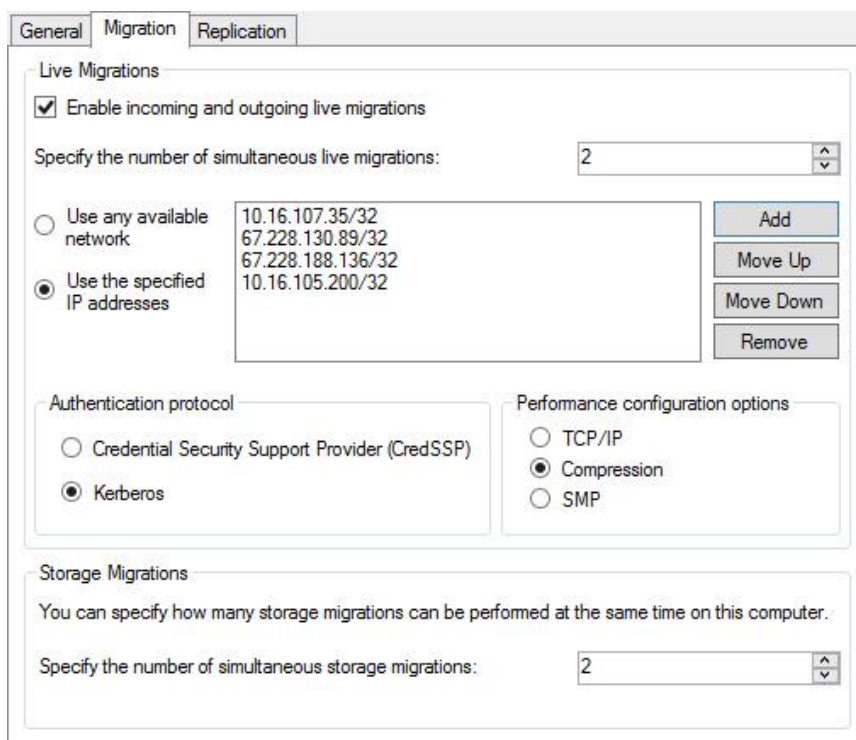 General Migration Replication
Live Migrations
Enable incoming and outgoing live migrations
Specify the number of simultaneous live migrations: 2
Use any available
network
Use the specified
IP addresses
10.16.107.35/32
67.228.130.89/32
67.228.188.136/32
10.16.105.200/32
Add
Move Up
Move Down
Remove
Authentication protocol
Credential Security Support Provider (CredSSP)
Kerberos
Performance configuration options
TCP/IP
Compression
SMP
Storage Migrations
You can specify how many storage migrations can be performed at the same time on this computer.
Specify the number of simultaneous storage migrations: 2